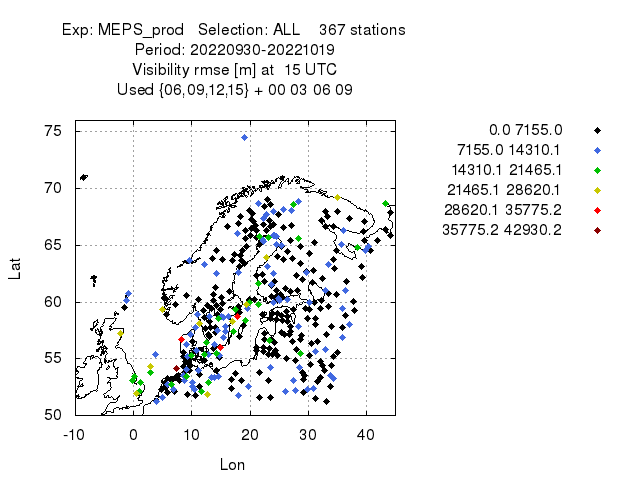 Exp: MEPS_prod   Selection: ALL    367 stations
Period: 20220930-20221019
Visibility rmse [m] at  15 UTC
Used {06,09,12,15} + 00 03 06 09
0.0 7155.0
7155.0 14310.1
14310.1 21465.1
21465.1 28620.1
28620.1 35775.2
35775.2 42930.2
75
70
65
60
55
50
Lat
-10 0 10 20 30 40
Lon